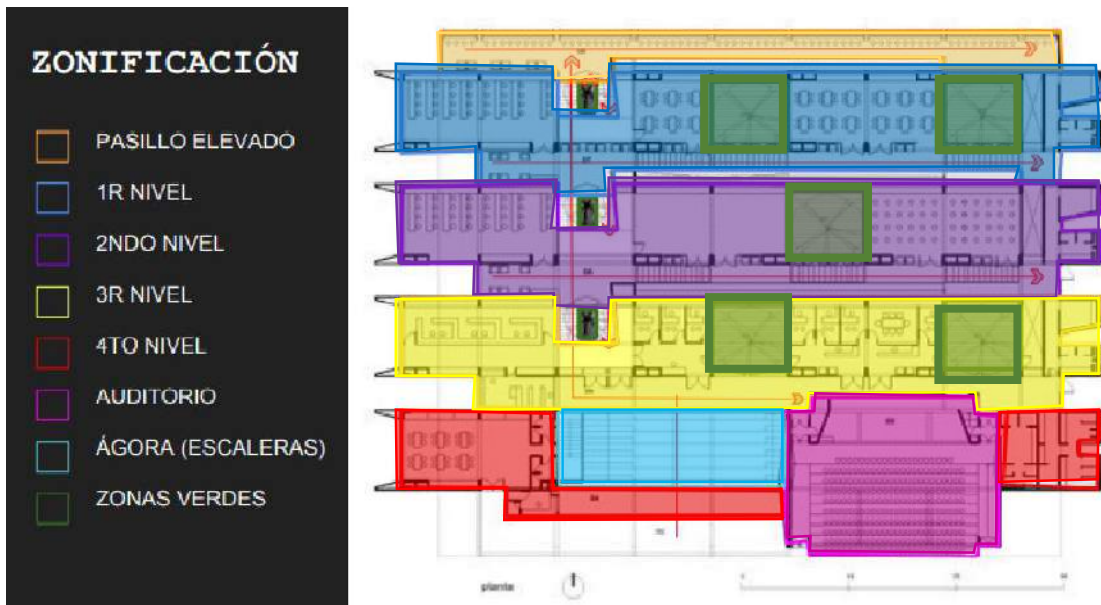 ZONIFICACIÓN
PASILLO ELEVADO
1R NIVEL
2NDO NIVEL
3R NIVEL
4TO NIVEL
AUDITORIO
ÁGORA (ESCALERAS)
ZONAS VERDES
planta